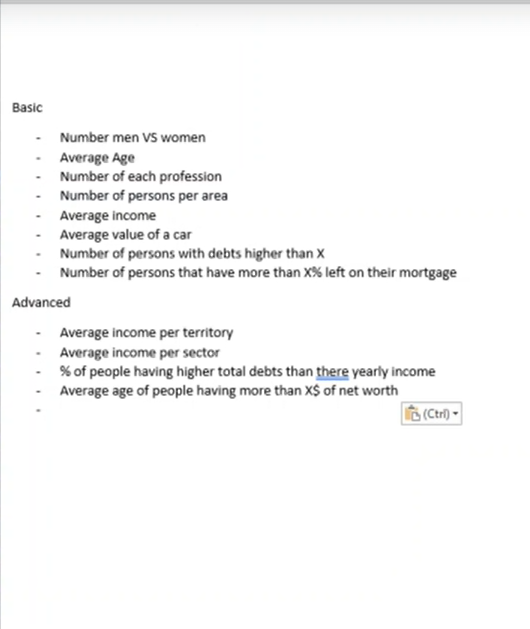 Basic
- Number men VS women
- Average Age
- Number of each profession
- Number of persons per area
- Average income
- Average value of a car
- Number of persons with debts higher than X
- Number of persons that have more than X% left on their mortgage
Advanced
- Average income per territory
- Average income per sector
- % of people having higher total debts than there yearly income
- Average age of people having more than X$ of net worth
-
(Ctrl)